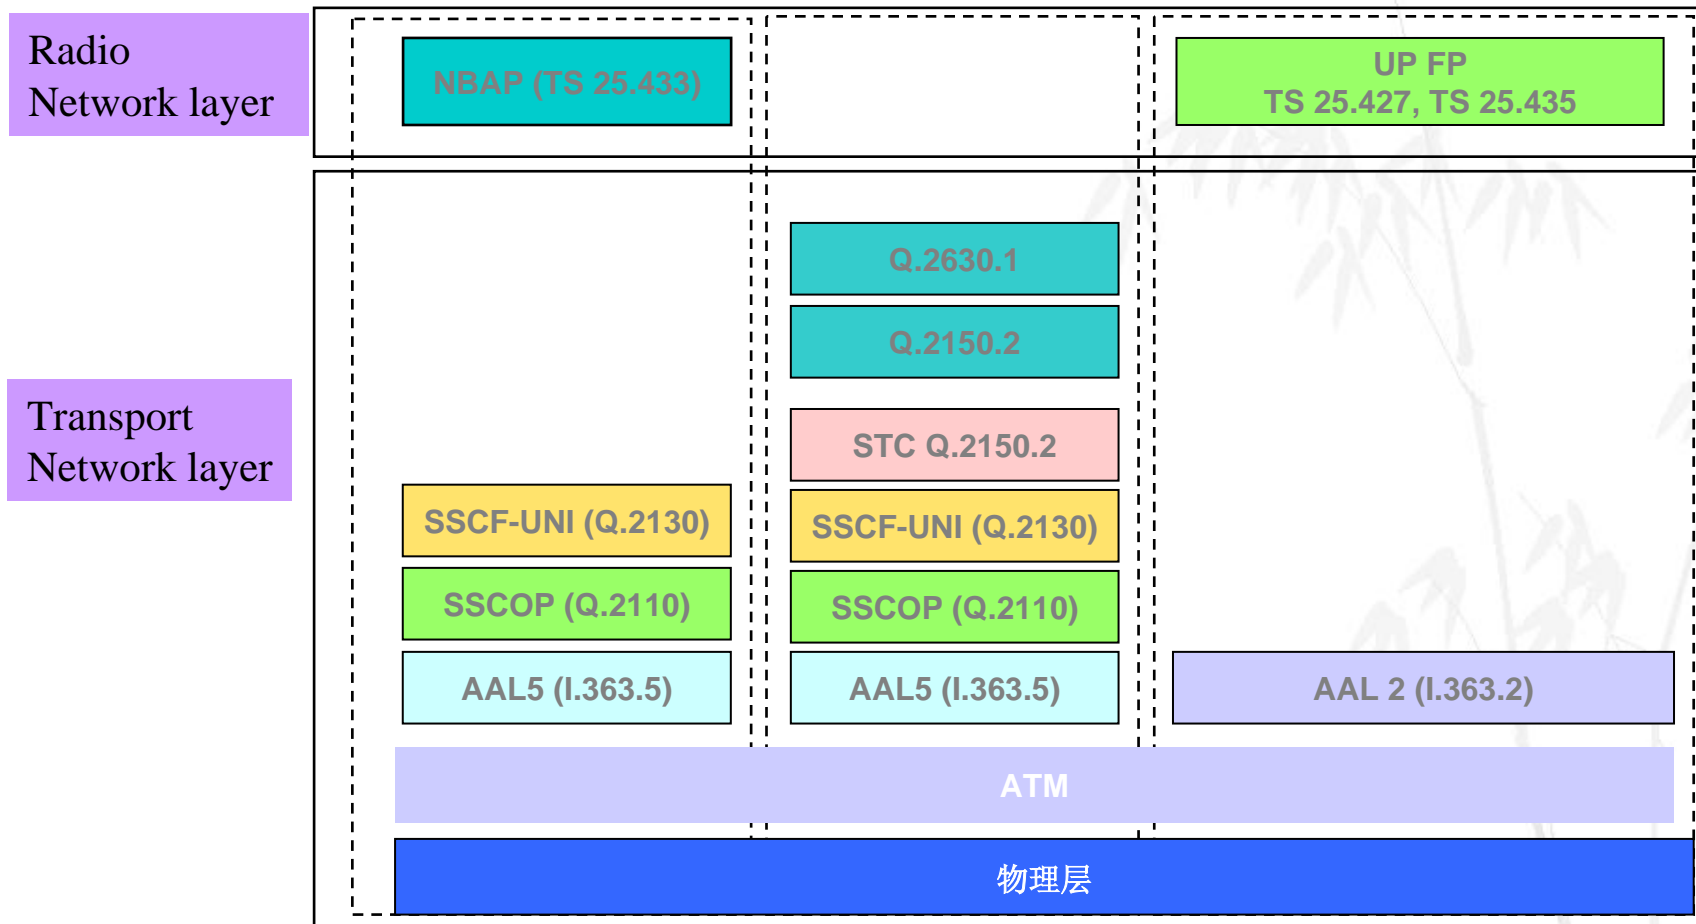 Radio
Network layer
NBAP (TS 25.433)
UP FP
TS 25.427, TS 25.435
Q.2630.1
Q.2150.2
Transport
Network layer
STC Q.2150.2
SSCF-UNI (Q.2130)
SSCF-UNI (Q.2130)
SSCOP (Q.2110)
SSCOP (Q.2110)
AAL5 (I.363.5)
AAL5 (I.363.5)
AAL 2 (I.363.2)
ATM
物理层